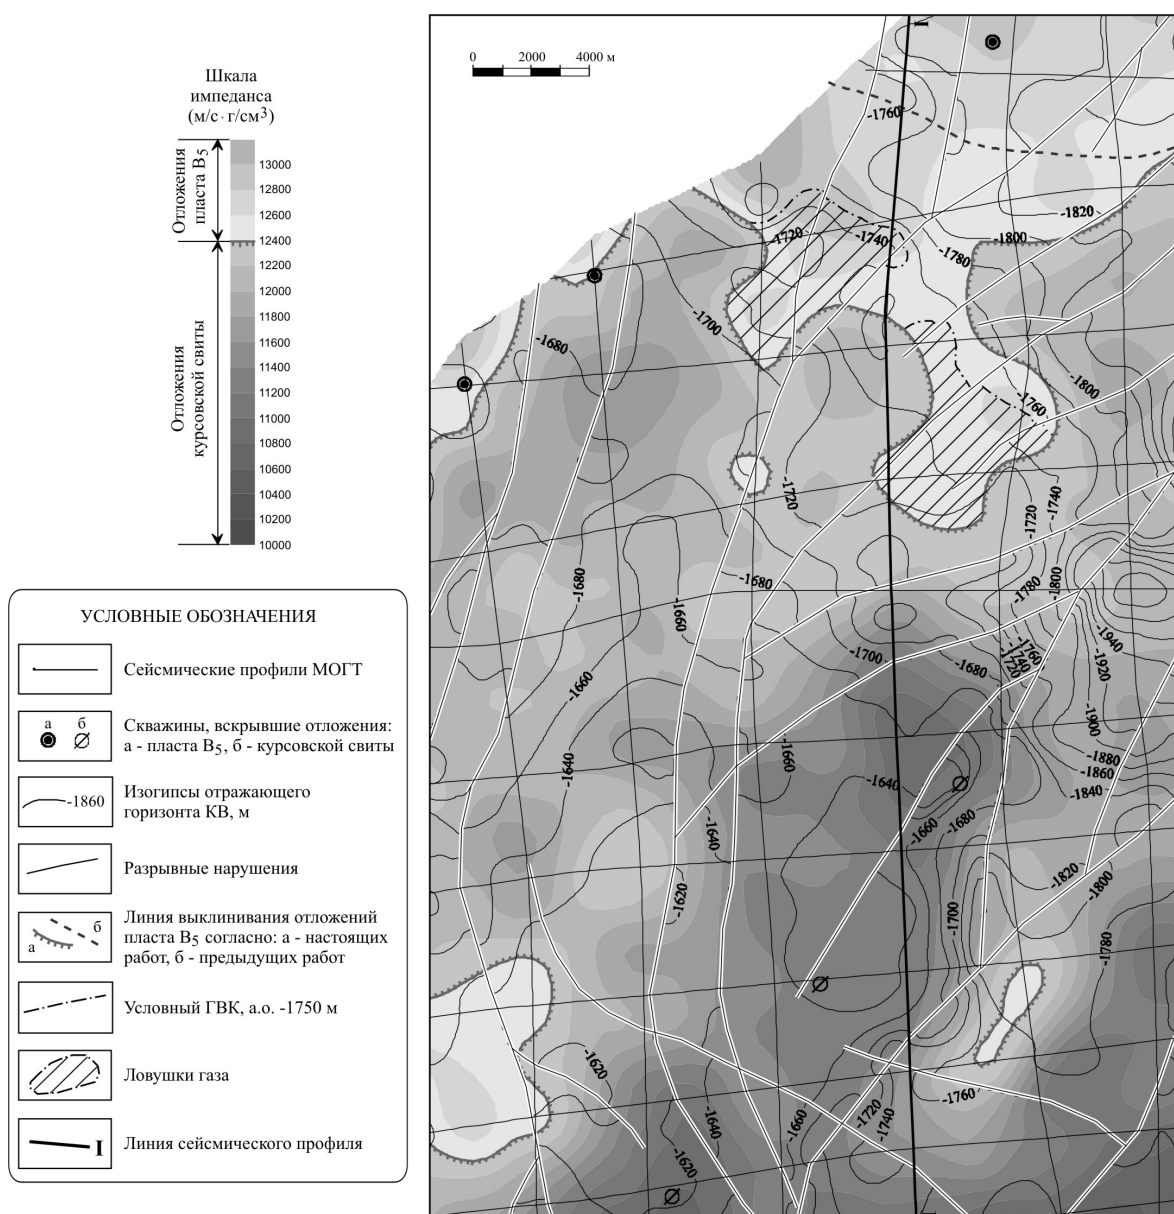 Шкала
импеданса
(м/с · г/см³)
Отложения
пласта В₅
Отложения
курсовской свиты
13000
12800
12600
12400
12200
12000
11800
11600
11400
11200
11000
10800
10600
10400
10200
10000
УСЛОВНЫЕ ОБОЗНАЧЕНИЯ
Сейсмические профили МОГТ
а б
Скважины, вскрывшие отложения:
а - пласта В₅, б - курсовской свиты
-1860
Изогипсы отражающего
горизонта КВ, м
Разрывные нарушения
а б
Линия выклинивания отложений
пласта В₅ согласно: а - настоящих
работ, б - предыдущих работ
Условный ГВК, а.о. -1750 м
Ловушки газа
I
Линия сейсмического профиля
0 2000 4000 м
I
-1760
-1820
-1800
-1720
-1740
-1780
-1700
-1680
-1800
-1760
-1720
-1720
-1740
-1680
-1680
-1780
-1800
-1660
-1940
-1760
-1740
-1720
-1700
-1680
-1920
-1660
-1900
-1640
-1660
-1640
-1880
-1860
-1840
-1660
-1680
-1640
-1620
-1820
-1800
-1700
-1780
-1620
-1760
-1720
-1740
-1660
-1640
-1620
I